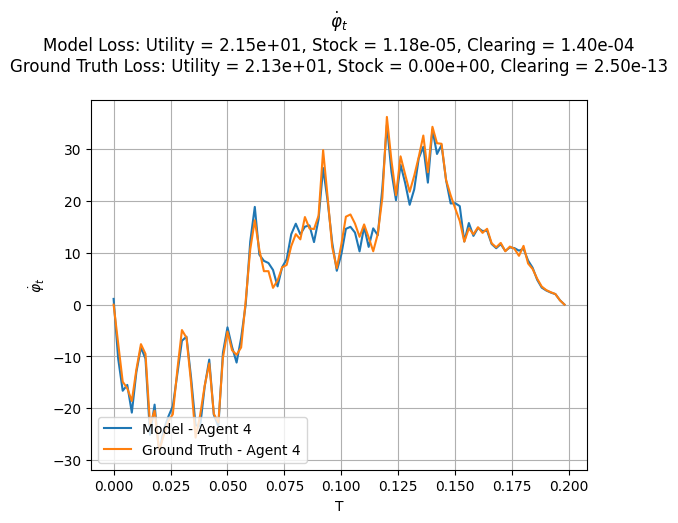 φ̇_t
Model Loss: Utility = 2.15e+01, Stock = 1.18e-05, Clearing = 1.40e-04
Ground Truth Loss: Utility = 2.13e+01, Stock = 0.00e+00, Clearing = 2.50e-13
30
20
10
0
−10
−20
−30
φ̇_t
Model - Agent 4
Ground Truth - Agent 4
0.000 0.025 0.050 0.075 0.100 0.125 0.150 0.175 0.200
T